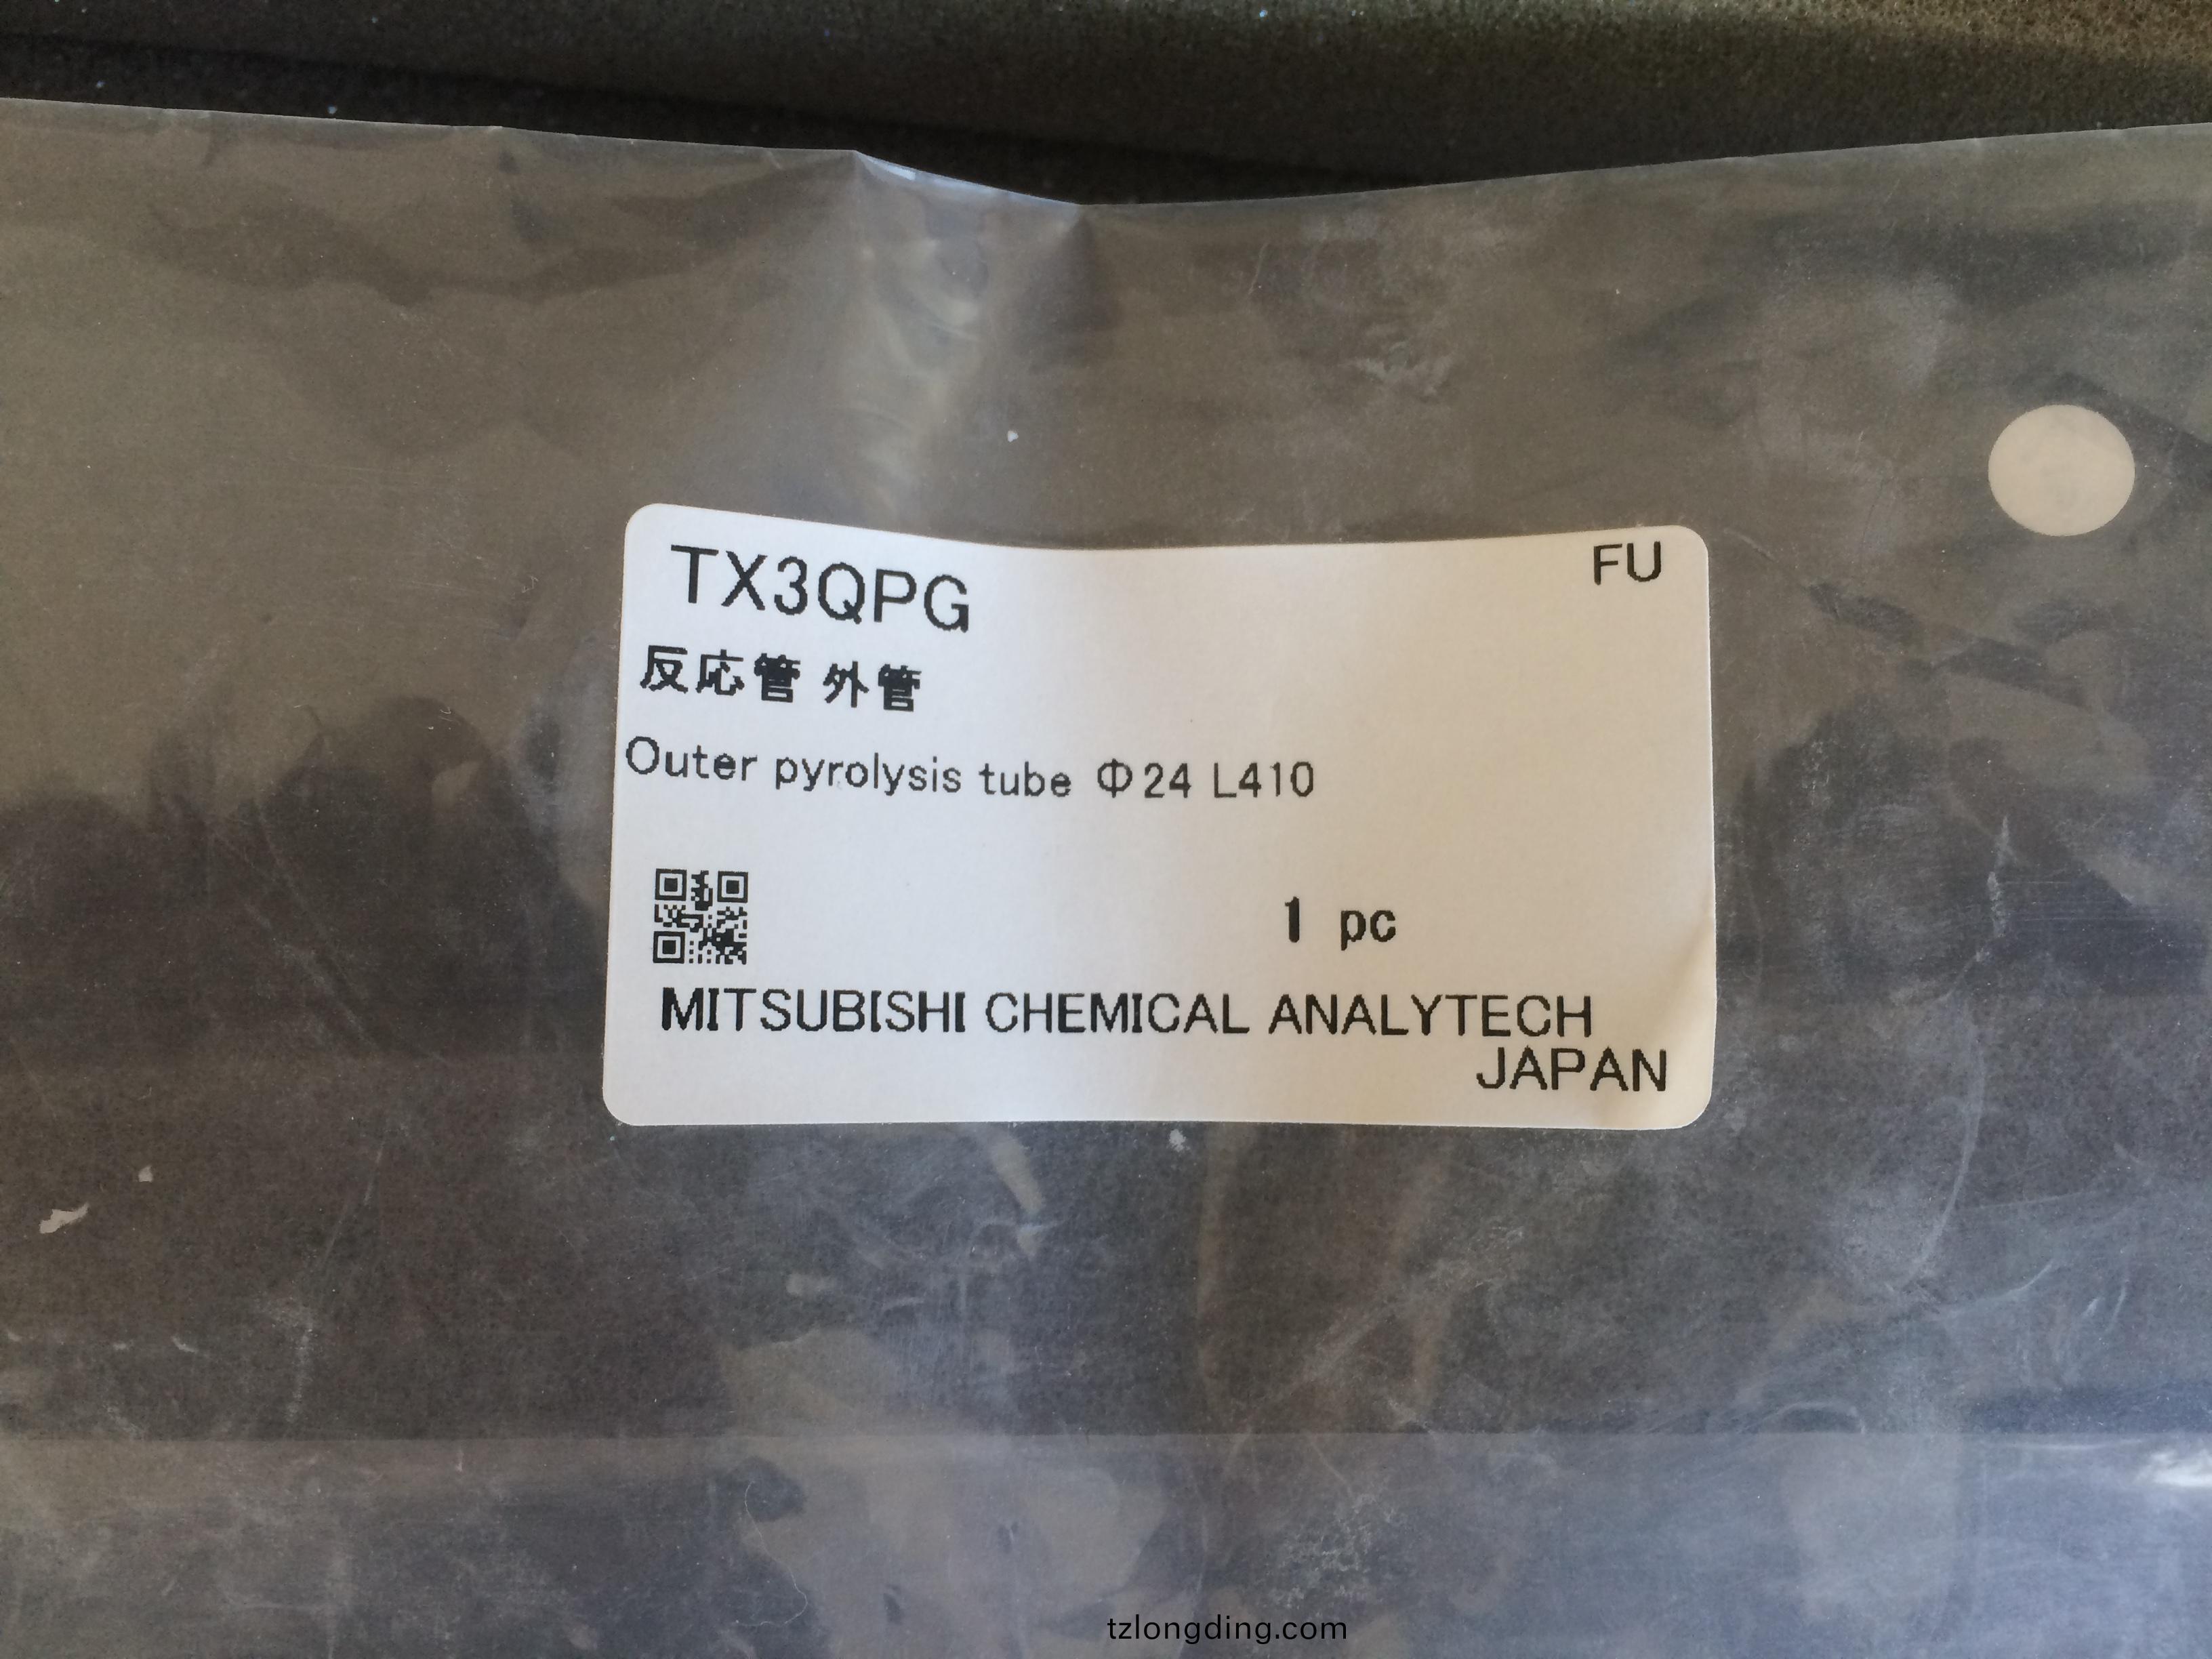 TX3QPG
FU
反応管 外管
Outer pyrolysis tube Φ24 L410
1 pc
MITSUBISHI CHEMICAL ANALYTECH
JAPAN
tzlongding.com